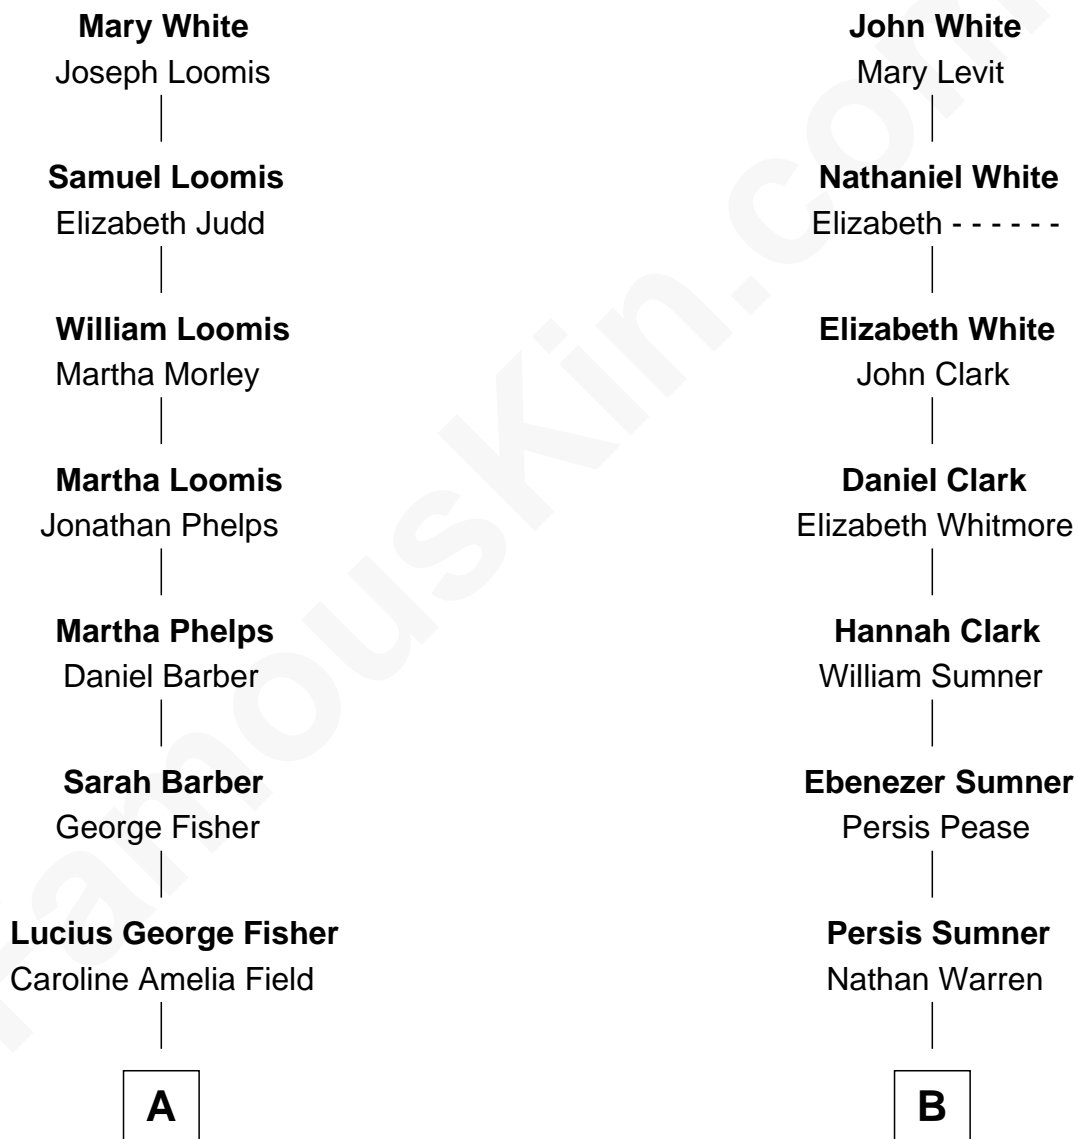 Mary White
Joseph Loomis
Samuel Loomis
Elizabeth Judd
William Loomis
Martha Morley
Martha Loomis
Jonathan Phelps
Martha Phelps
Daniel Barber
Sarah Barber
George Fisher
Lucius George Fisher
Caroline Amelia Field
A
John White
Mary Levit
Nathaniel White
Elizabeth - - - - - -
Elizabeth White
John Clark
Daniel Clark
Elizabeth Whitmore
Hannah Clark
William Sumner
Ebenezer Sumner
Persis Pease
Persis Sumner
Nathan Warren
B
FamousKin.com